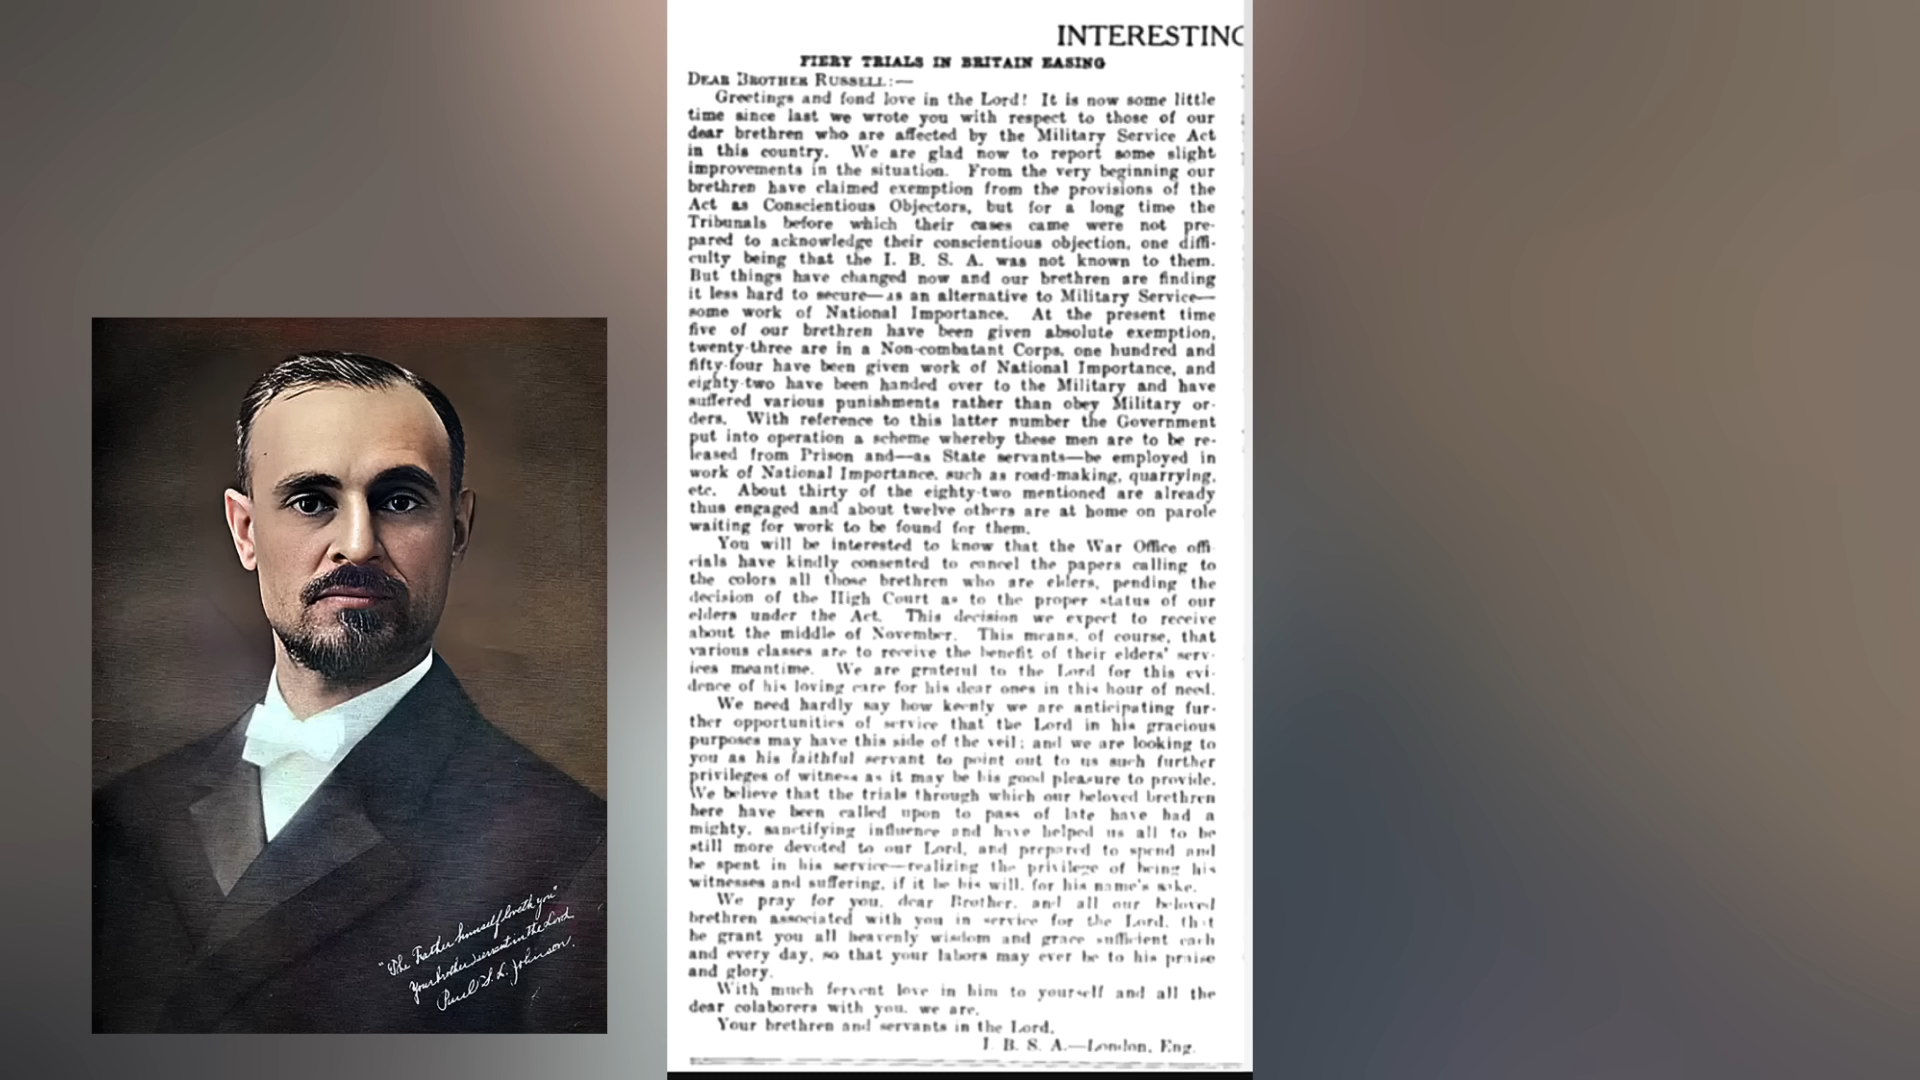 INTERESTING
FIERY TRIALS IN BRITAIN EASING
DEAR BROTHER RUSSELL:—
Greetings and fond love in the Lord! It is now some little
time since last we wrote you with respect to those of our
dear brethren who are affected by the Military Service Act
in this country. We are glad now to report some slight
improvements in the situation. From the very beginning our
brethren have claimed exemption from the provisions of the
Act as Conscientious Objectors, but for a long time the
Tribunals before which their cases came were not pre-
pared to acknowledge their conscientious objection, one diffi-
culty being that the I. B. S. A. was not known to them.
But things have changed now and our brethren are finding
it less hard to secure—as an alternative to Military Service—
some work of National Importance. At the present time
five of our brethren have been given absolute exemption,
twenty-three are in a Non-combatant Corps, one hundred and
fifty-four have been given work of National Importance, and
eighty-two have been handed over to the Military and have
suffered various punishments rather than obey Military or-
ders. With reference to this latter number the Government
put into operation a scheme whereby these men are to be re-
leased from Prison and—as State servants—be employed in
work of National Importance, such as road-making, quarrying,
etc. About thirty of the eighty-two mentioned are already
thus engaged and about twelve others are at home on parole
waiting for work to be found for them.
You will be interested to know that the War Office offi-
cials have kindly consented to cancel the papers calling to
the colors all those brethren who are elders, pending the
decision of the High Court as to the proper status of our
elders under the Act. This decision we expect to receive
about the middle of November. This means, of course, that
various classes are to receive the benefit of their elders' serv-
ices meantime. We are grateful to the Lord for this evi-
dence of his loving care for his dear ones in this hour of need.
We need hardly say how keenly we are anticipating fur-
ther opportunities of service that the Lord in his gracious
purposes may have this side of the veil; and we are looking to
you as his faithful servant to point out to us such further
privileges of witness as it may be his good pleasure to provide.
We believe that the trials through which our beloved brethren
here have been called upon to pass of late have had a
mighty, sanctifying influence and have helped us all to be
still more devoted to our Lord, and prepared to spend and
be spent in his service—realizing the privilege of being his
witnesses and suffering, if it be his will, for his name's sake.
We pray for you, dear Brother, and all our beloved
brethren associated with you in service for the Lord, that
he grant you all heavenly wisdom and grace sufficient each
and every day, so that your labors may ever be to his praise
and glory.
With much fervent love in him to yourself and all the
dear colaborers with you, we are,
Your brethren and servants in the Lord,
I. B. S. A.—London, Eng.
"The Father himself loveth you"
Your brother & servant in the Lord
Paul S. L. Johnson.